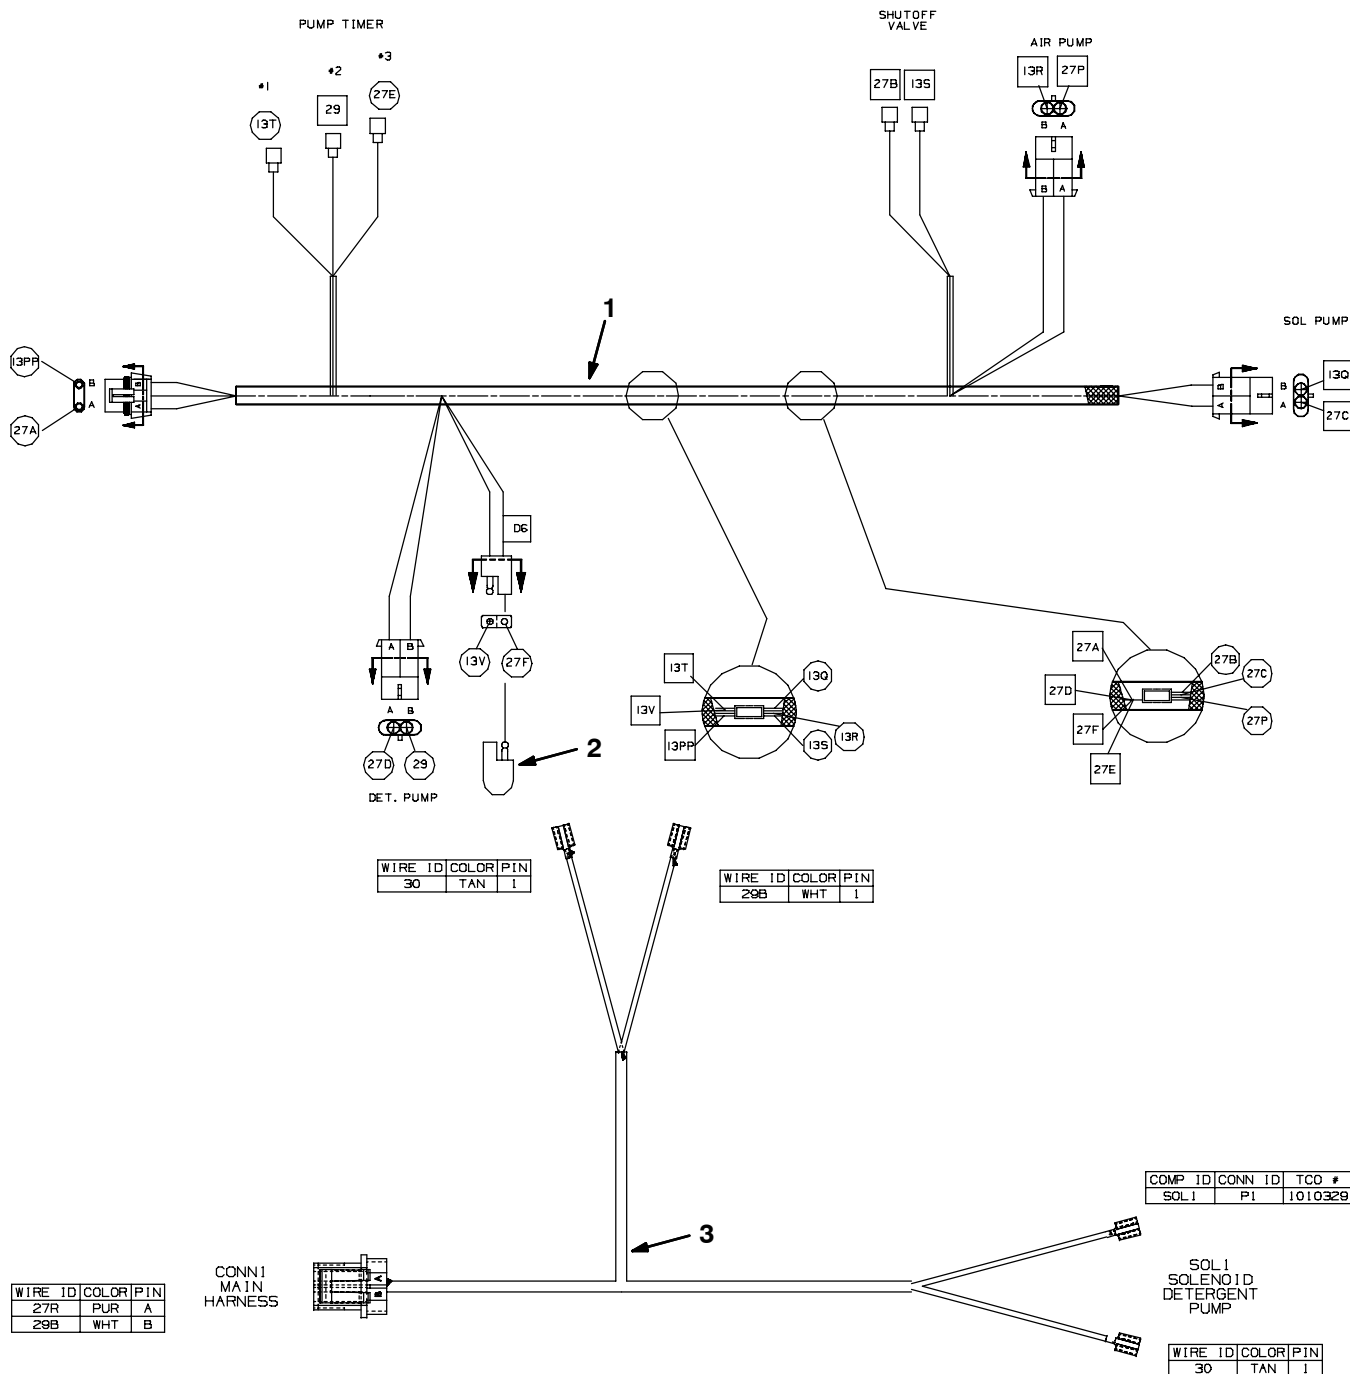 PUMP TIMER
SHUTOFF
VALVE
AIR PUMP
*1
*2
*3
13T
29
27E
27B
13S
13R
27P
B A
B A
1
SOL PUMP
13PP
B
A
27A
B
A
B
A
B
A
13Q
27C
D6
A B
A B
27D
29
DET. PUMP
13V
27F
2
13T
13V
13PP
13Q
13R
13S
27A
27D
27F
27E
27B
27C
27P
WIRE ID COLOR PIN
30 TAN 1
WIRE ID COLOR PIN
29B WHT 1
3
COMP ID CONN ID TCO #
SOL1 P1 1010329
CONN1
MAIN
HARNESS
A
B
SOL1
SOLENOID
DETERGENT
PUMP
WIRE ID COLOR PIN
27R PUR A
29B WHT B
WIRE ID COLOR PIN
30 TAN 1